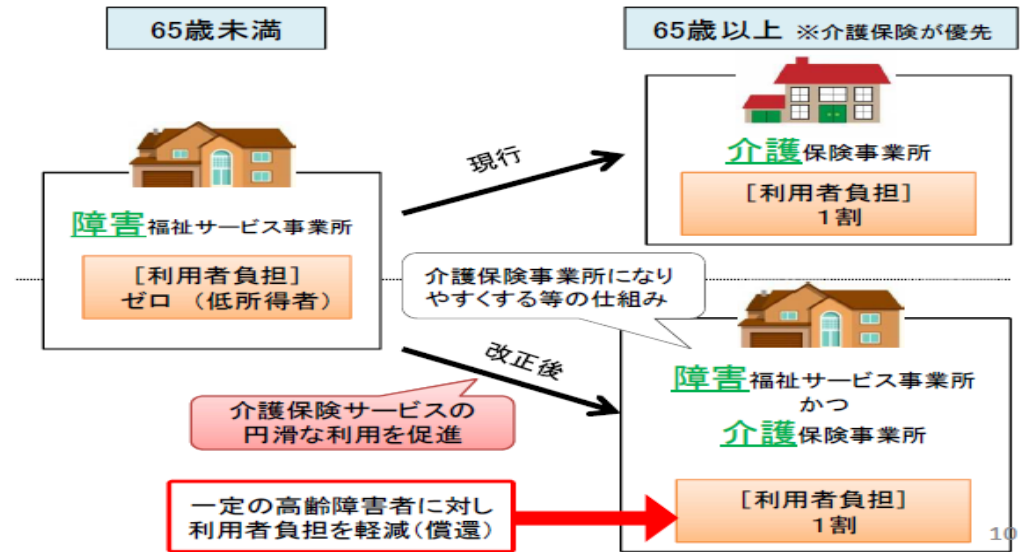 65歳未満
65歳以上 ※介護保険が優先
現行
介護保険事業所
[利用者負担]
1割
障害福祉サービス事業所
[利用者負担]
ゼロ (低所得者)
介護保険事業所になり
やすくする等の仕組み
改正後
介護保険サービスの
円滑な利用を促進
障害福祉サービス事業所
かつ
介護保険事業所
一定の高齢障害者に対し
利用者負担を軽減(償還)
[利用者負担]
1割
10